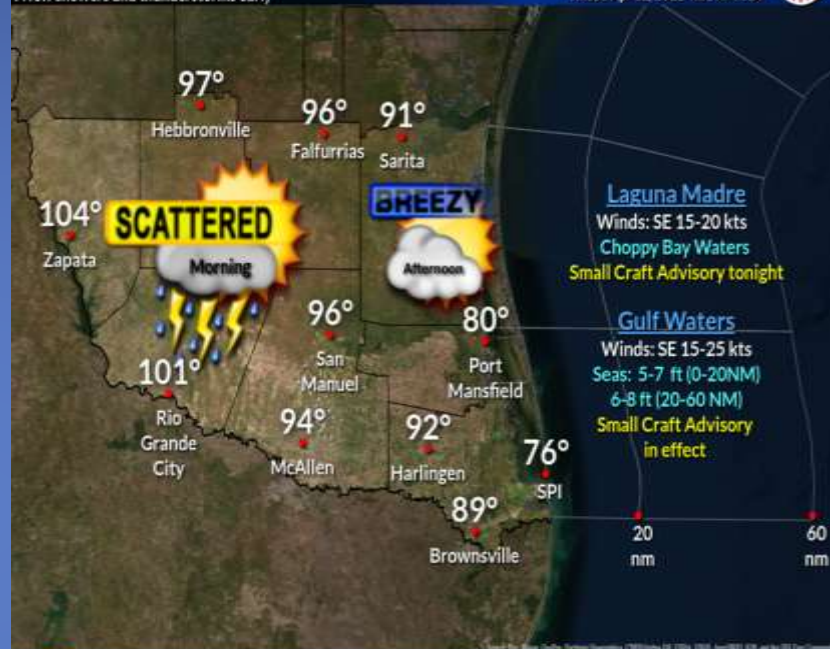 97°
Hebbronville
96°
Falfurrias
91°
Sarita
104°
Zapata
SCATTERED
Morning
BREEZY
Afternoon
Laguna Madre
Winds: SE 15-20 kts
Choppy Bay Waters
Small Craft Advisory tonight
96°
San
Manuel
80°
Port
Mansfield
Gulf Waters
Winds: SE 15-25 kts
Seas: 5-7 ft (0-20NM)
6-8 ft (20-60 NM)
Small Craft Advisory
in effect
101°
Rio
Grande
City
94°
McAllen
92°
Harlingen
76°
SPI
89°
Brownsville
20
nm
60
nm